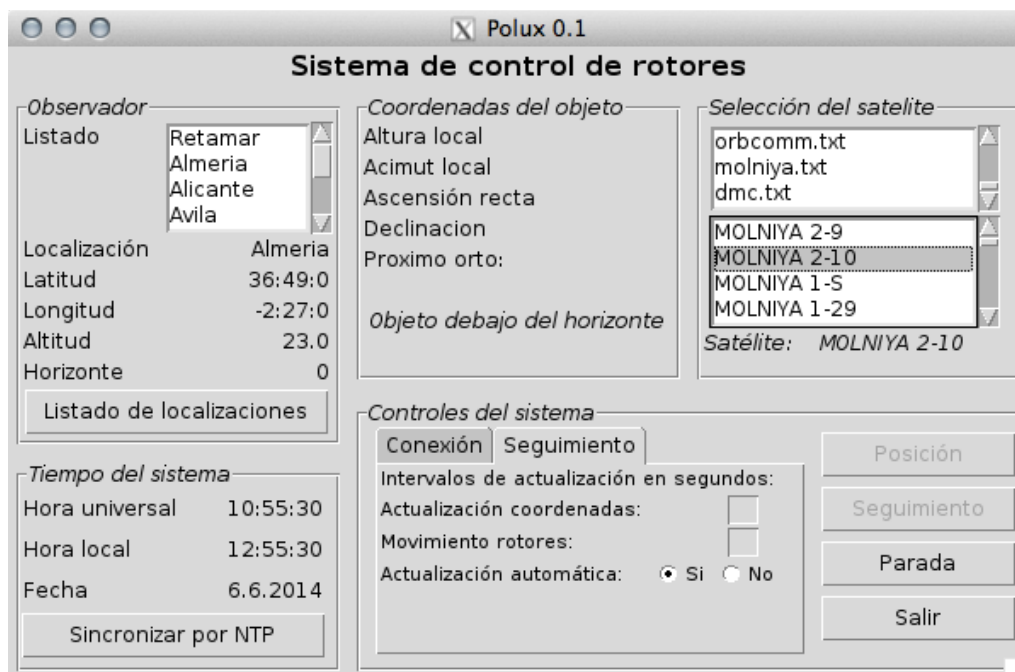 Polux 0.1
Sistema de control de rotores
Observador
Listado
Retamar
Almeria
Alicante
Avila
Localización Almeria
Latitud 36:49:0
Longitud -2:27:0
Altitud 23.0
Horizonte 0
Listado de localizaciones
Tiempo del sistema
Hora universal 10:55:30
Hora local 12:55:30
Fecha 6.6.2014
Sincronizar por NTP
Coordenadas del objeto
Altura local
Acimut local
Ascensión recta
Declinacion
Proximo orto:
Objeto debajo del horizonte
Selección del satelite
orbcomm.txt
molniya.txt
dmc.txt
MOLNIYA 2-9
MOLNIYA 2-10
MOLNIYA 1-S
MOLNIYA 1-29
Satélite: MOLNIYA 2-10
Controles del sistema
Conexión Seguimiento
Intervalos de actualización en segundos:
Actualización coordenadas:
Movimiento rotores:
Actualización automática: Si No
Posición
Seguimiento
Parada
Salir